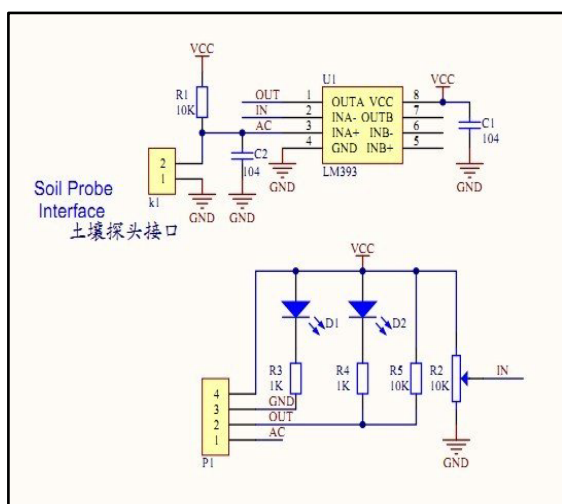 VCC
R1
10K
2
1
k1
Soil Probe
Interface
土壤探头接口
GND
AC
C2
104
GND
U1
OUT
IN
AC
1
2
3
4
OUTA
INA-
INA+
GND
VCC
OUTB
INB-
INB+
8
7
6
5
LM393
GND
VCC
C1
104
GND
VCC
D1
D2
R3
1K
R4
1K
R5
10K
R2
10K
IN
GND
4
3
2
1
GND
OUT
AC
P1